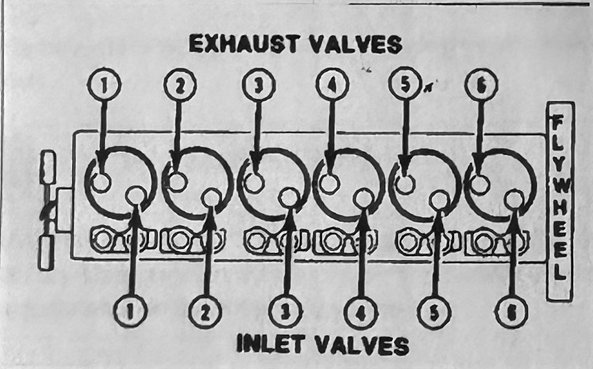 EXHAUST VALVES
1 2 3 4 5 6
FLYWHEEL
1 2 3 4 5 6
INLET VALVES